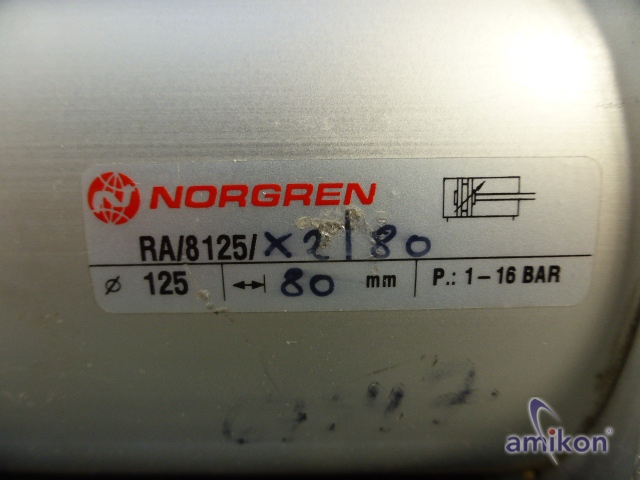 NORGREN
RA/8125/X2/80
⌀ 125 ↔ 80 mm P.: 1-16 BAR
amikon®